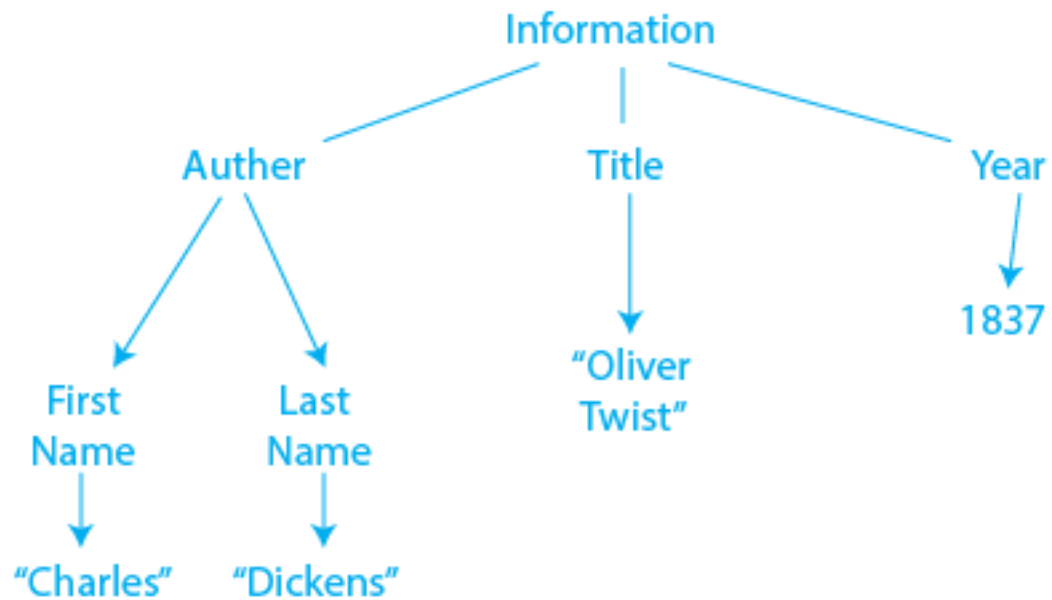 Information
Auther
Title
Year
1837
“Oliver
Twist”
First
Name
Last
Name
“Charles”
“Dickens”